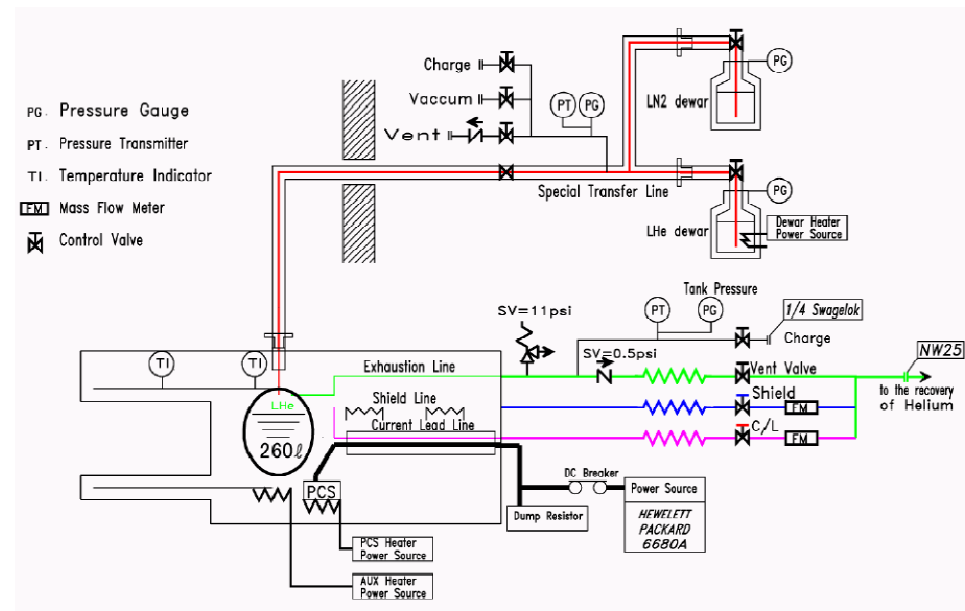 PG. Pressure Gauge
PT. Pressure Transmitter
TI. Temperature Indicator
FM Mass Flow Meter
Control Valve
Charge
Vaccum
Vent
PT
PG
PG
LN2 dewar
Special Transfer Line
PG
LHe dewar
Dewar Heater
Power Source
Tank Pressure
SV=11psi
PT
PG
1/4 Swagelok
Charge
SV=0.5psi
NW25
TI
TI
Exhaustion Line
Vent Valve
to the recovery
of Helium
LHe
Shield Line
Shield
FM
Current Lead Line
C/L
FM
260ℓ
PCS
DC Breaker
Power Source
Dump Resistor
HEWELETT
PACKARD
6680A
PCS Heater
Power Source
AUX Heater
Power Source